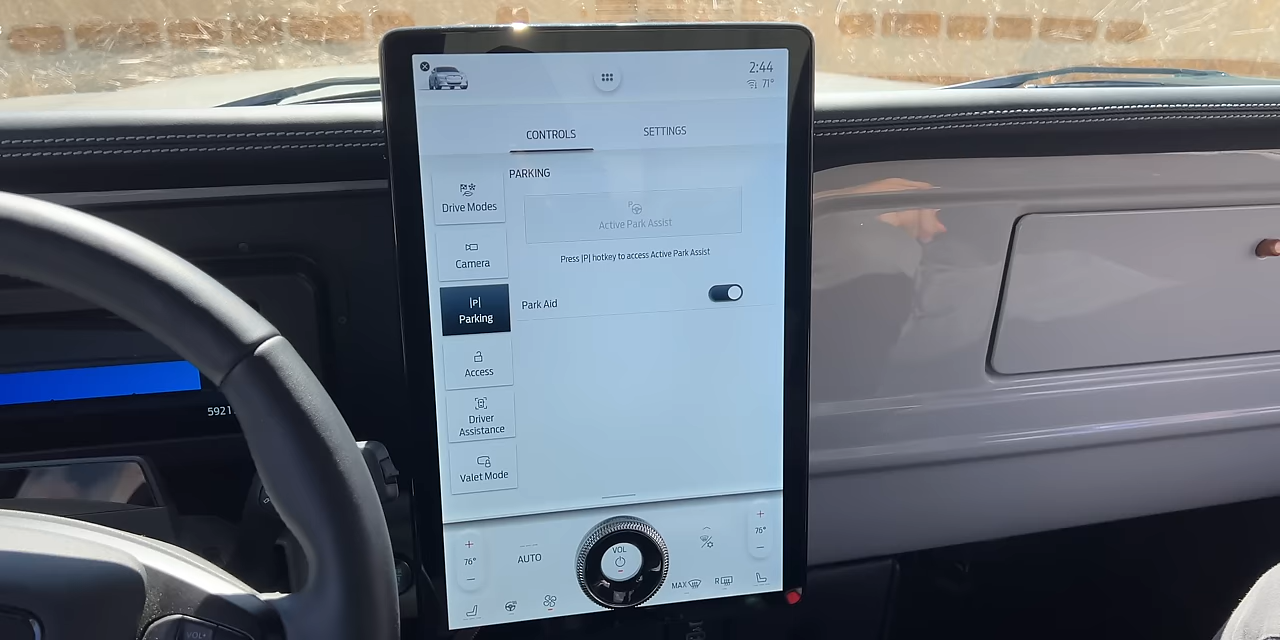 2:44
71°
CONTROLS
SETTINGS
PARKING
Drive Modes
P
Active Park Assist
Press |P| hotkey to access Active Park Assist
Camera
|P|
Parking
Park Aid
Access
Driver
Assistance
Valet Mode
5921
+
76°
−
AUTO
VOL
+
76°
−
MAX
R
VOL+